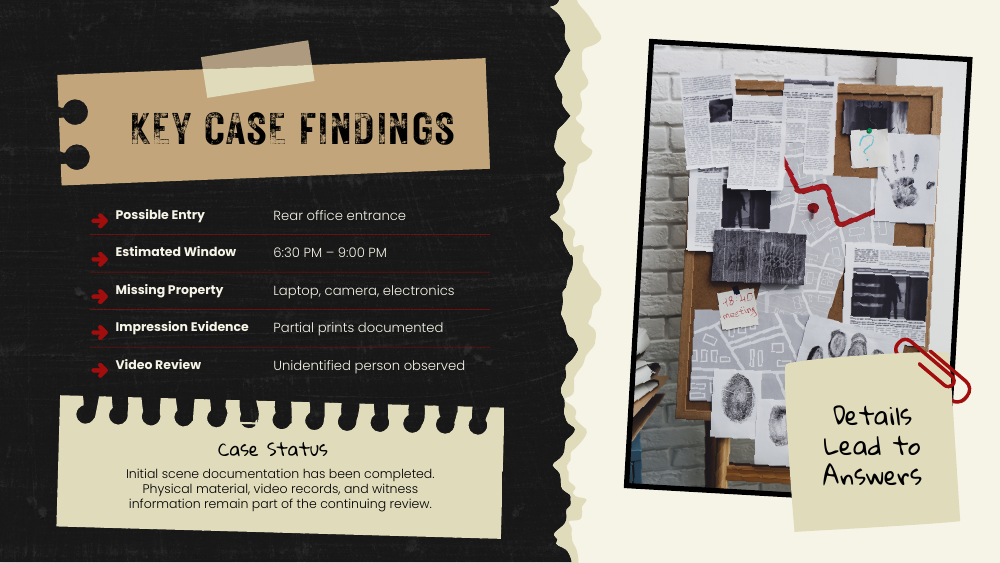 KEY CASE FINDINGS
Possible Entry Rear office entrance
Estimated Window 6:30 PM – 9:00 PM
Missing Property Laptop, camera, electronics
Impression Evidence Partial prints documented
Video Review Unidentified person observed
Case Status
Initial scene documentation has been completed.
Physical material, video records, and witness
information remain part of the continuing review.
?
18:40
meeting
Details
Lead to
Answers